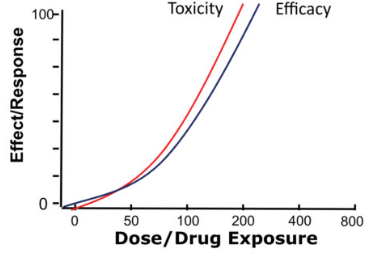 Toxicity Efficacy
100
Effect/Response
0
0 50 100 200 400 800
Dose/Drug Exposure